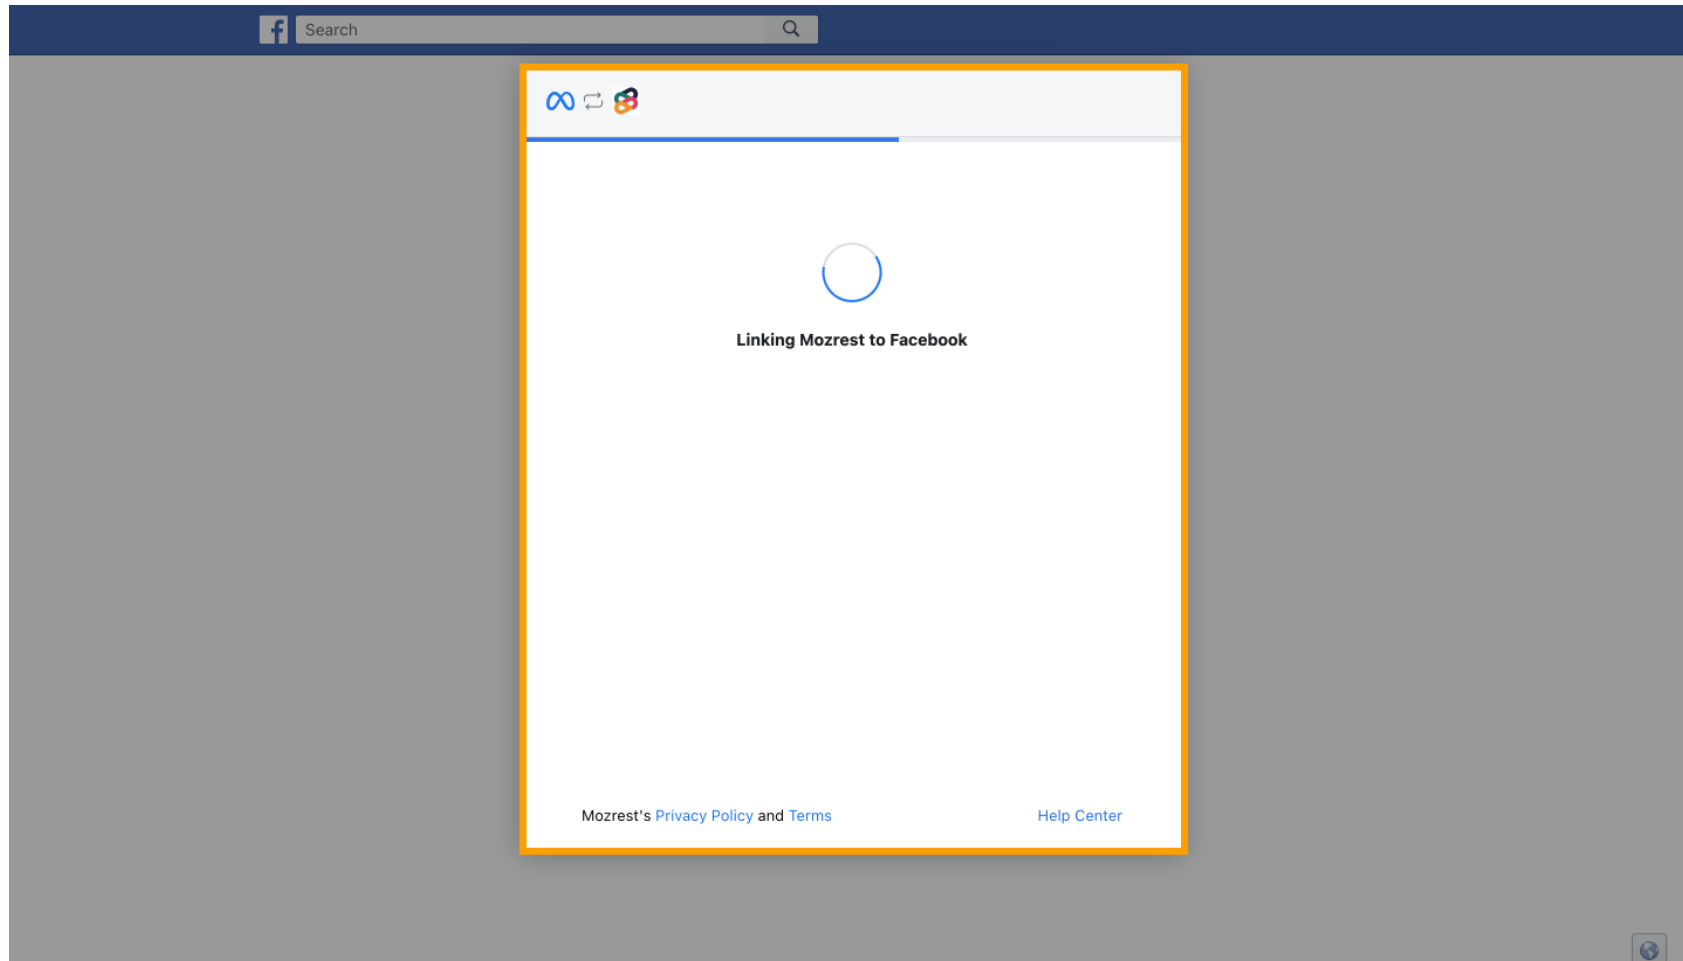 Search
Linking Mozrest to Facebook
Mozrest's Privacy Policy and Terms
Help Center